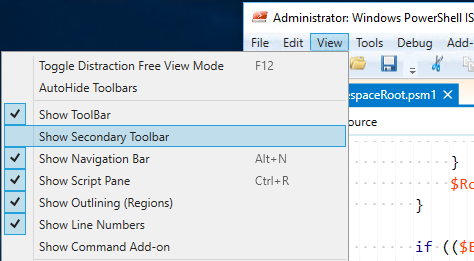 Administrator: Windows PowerShell IS
File Edit View Tools Debug Add-
espaceRoot.psm1 X
ource
Toggle Distraction Free View Mode F12
AutoHide Toolbars
Show ToolBar
Show Secondary Toolbar
Show Navigation Bar Alt+N
Show Script Pane Ctrl+R
Show Outlining (Regions)
Show Line Numbers
Show Command Add-on
}
$Ro
}
if (($E